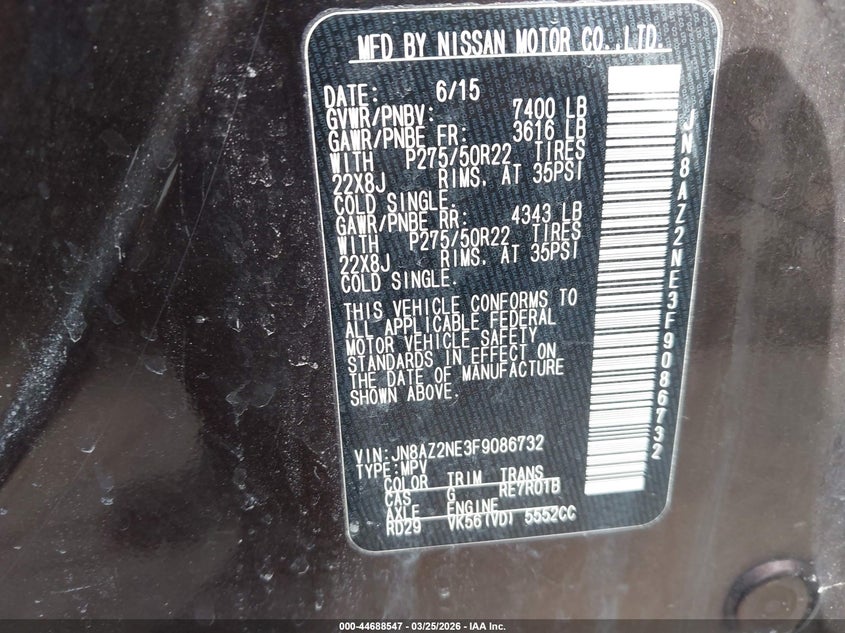 MFD BY NISSAN MOTOR CO.,LTD.
DATE: 6/15
GVWR/PNBV: 7400 LB
GAWR/PNBE FR: 3616 LB
WITH P275/50R22 TIRES
22X8J RIMS, AT 35PSI
COLD SINGLE.
GAWR/PNBE RR: 4343 LB
WITH P275/50R22 TIRES
22X8J RIMS, AT 35PSI
COLD SINGLE.
THIS VEHICLE CONFORMS TO
ALL APPLICABLE FEDERAL
MOTOR VEHICLE SAFETY
STANDARDS IN EFFECT ON
THE DATE OF MANUFACTURE
SHOWN ABOVE.
VIN:JN8AZ2NE3F9086732
TYPE:MPV
COLOR TRIM TRANS
CAS G RE7R01B
AXLE ENGINE
RD29 VK56(VD) 5552CC
JN8AZ2NE3F9086732
000-44688547 - 03/25/2026 - IAA Inc.